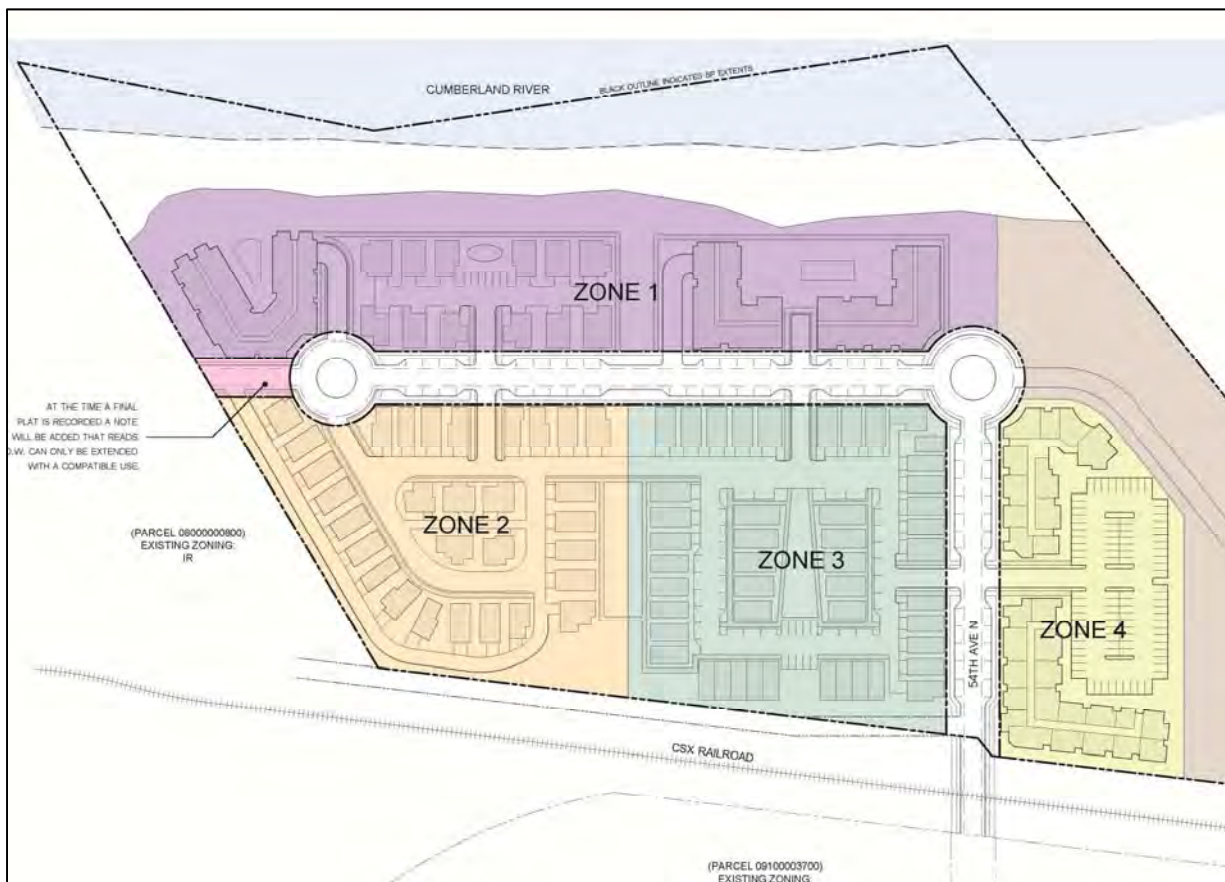 CUMBERLAND RIVER
BLACK OUTLINE INDICATED SP EXTENTS
ZONE 1
AT THE TIME A FINAL
PLAT IS RECORDED A NOTE
WILL BE ADDED THAT READS:
O.W. CAN ONLY BE EXTENDED
WITH A COMPATIBLE USE.
(PARCEL 08000000800)
EXISTING ZONING:
IR
ZONE 2
ZONE 3
ZONE 4
54TH AVE N
CSX RAILROAD
(PARCEL 09100003700)
EXISTING ZONING: